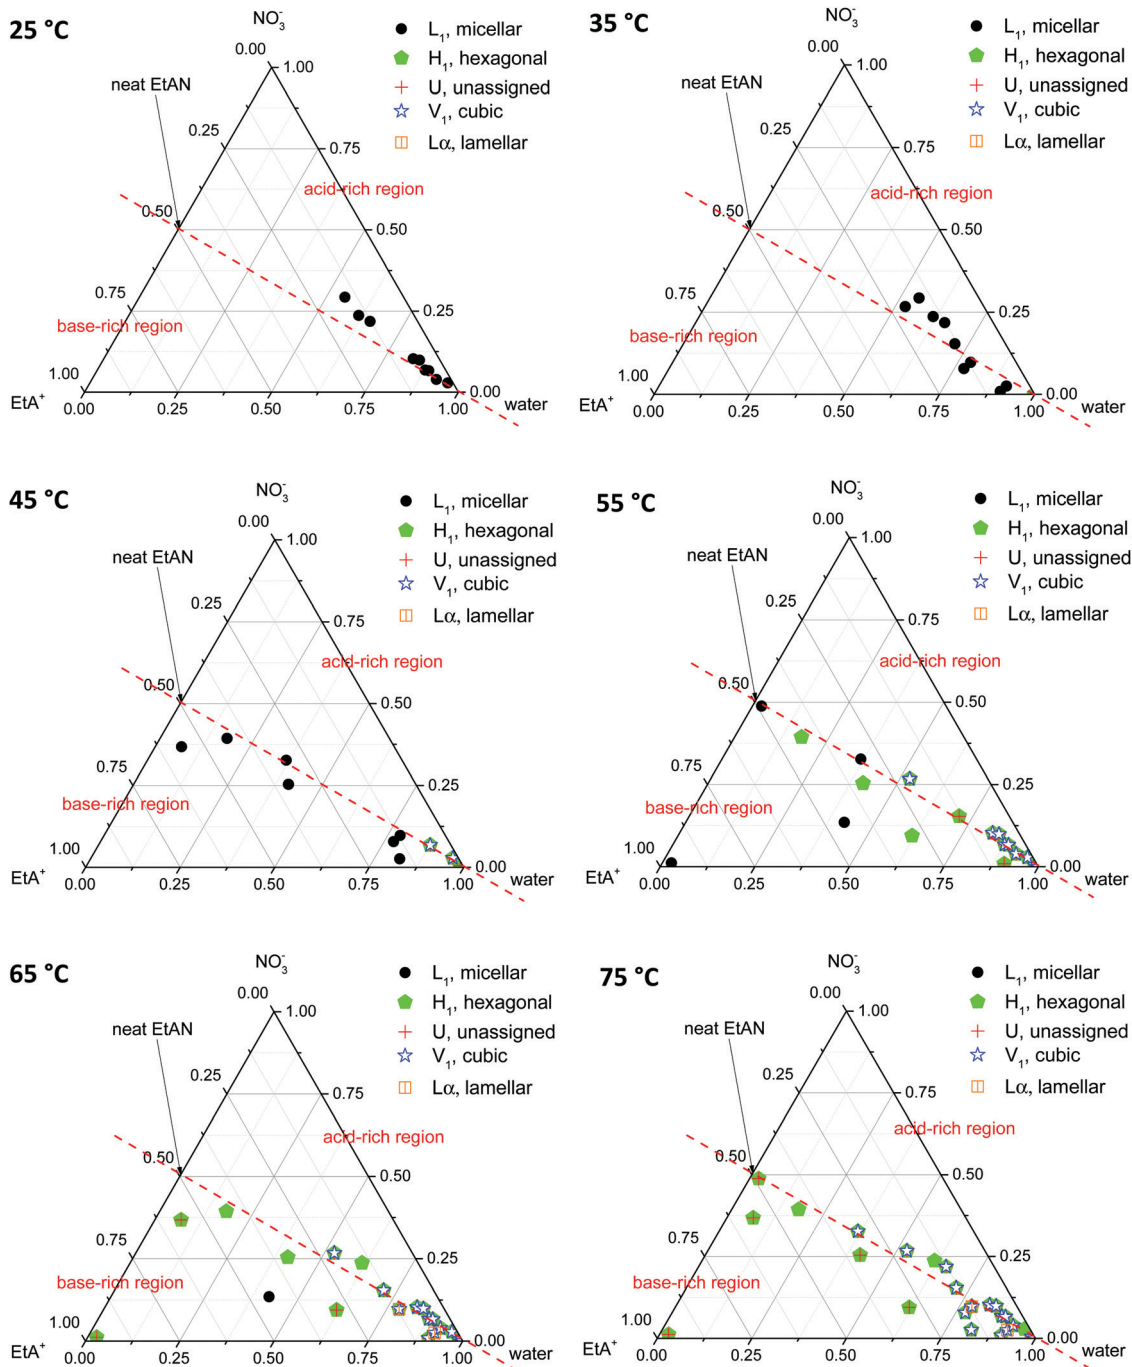 25 °C
NO₃⁻
0.00
1.00
neat EtAN
L₁, micellar
H₁, hexagonal
U, unassigned
V₁, cubic
Lα, lamellar
0.25
0.75
acid-rich region
0.50
0.50
0.75
0.25
base-rich region
1.00
0.00
EtA⁺
0.00
0.25
0.50
0.75
1.00
water
35 °C
NO₃⁻
0.00
1.00
neat EtAN
L₁, micellar
H₁, hexagonal
U, unassigned
V₁, cubic
Lα, lamellar
0.25
0.75
acid-rich region
0.50
0.50
0.75
0.25
base-rich region
1.00
0.00
EtA⁺
0.00
0.25
0.50
0.75
1.00
water
45 °C
NO₃⁻
0.00
1.00
neat EtAN
L₁, micellar
H₁, hexagonal
U, unassigned
V₁, cubic
Lα, lamellar
0.25
0.75
acid-rich region
0.50
0.50
0.75
0.25
base-rich region
1.00
0.00
EtA⁺
0.00
0.25
0.50
0.75
1.00
water
55 °C
NO₃⁻
0.00
1.00
neat EtAN
L₁, micellar
H₁, hexagonal
U, unassigned
V₁, cubic
Lα, lamellar
0.25
0.75
acid-rich region
0.50
0.50
0.75
0.25
base-rich region
1.00
0.00
EtA⁺
0.00
0.25
0.50
0.75
1.00
water
65 °C
NO₃⁻
0.00
1.00
neat EtAN
L₁, micellar
H₁, hexagonal
U, unassigned
V₁, cubic
Lα, lamellar
0.25
0.75
acid-rich region
0.50
0.50
0.75
0.25
base-rich region
1.00
0.00
EtA⁺
0.00
0.25
0.50
0.75
1.00
water
75 °C
NO₃⁻
0.00
1.00
neat EtAN
L₁, micellar
H₁, hexagonal
U, unassigned
V₁, cubic
Lα, lamellar
0.25
0.75
acid-rich region
0.50
0.50
0.75
0.25
base-rich region
1.00
0.00
EtA⁺
0.00
0.25
0.50
0.75
1.00
water